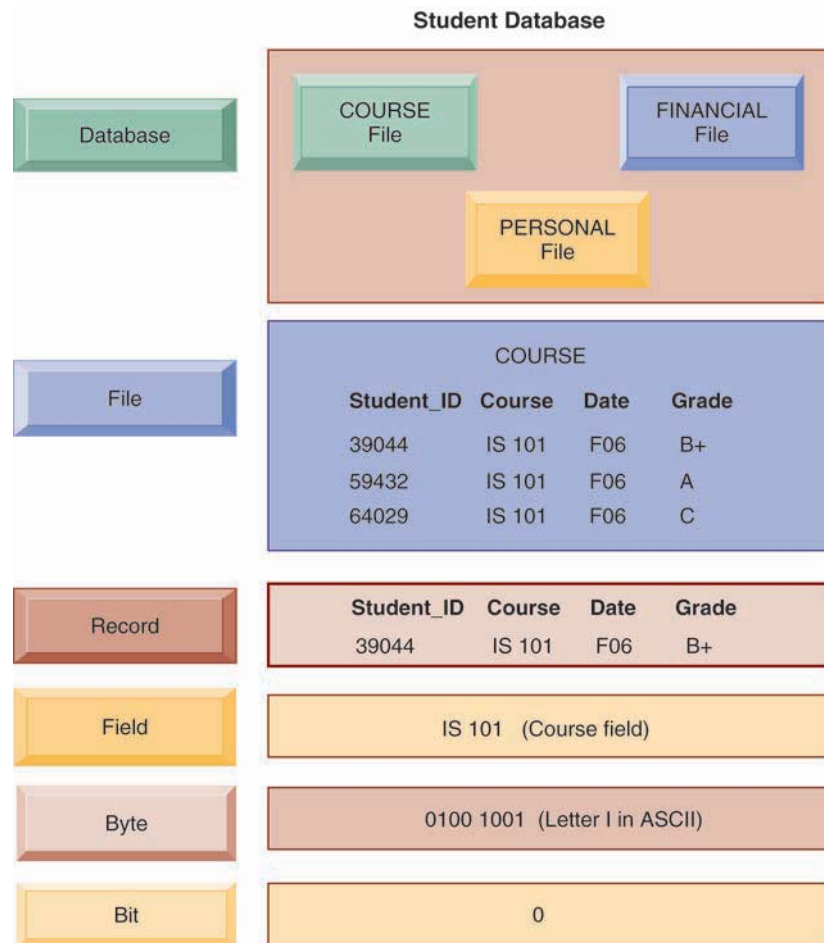 Student Database
Database
COURSE
File
FINANCIAL
File
PERSONAL
File
File
COURSE
Student_ID Course Date Grade
39044 IS 101 F06 B+
59432 IS 101 F06 A
64029 IS 101 F06 C
Record
Student_ID Course Date Grade
39044 IS 101 F06 B+
Field
IS 101 (Course field)
Byte
0100 1001 (Letter I in ASCII)
Bit
0